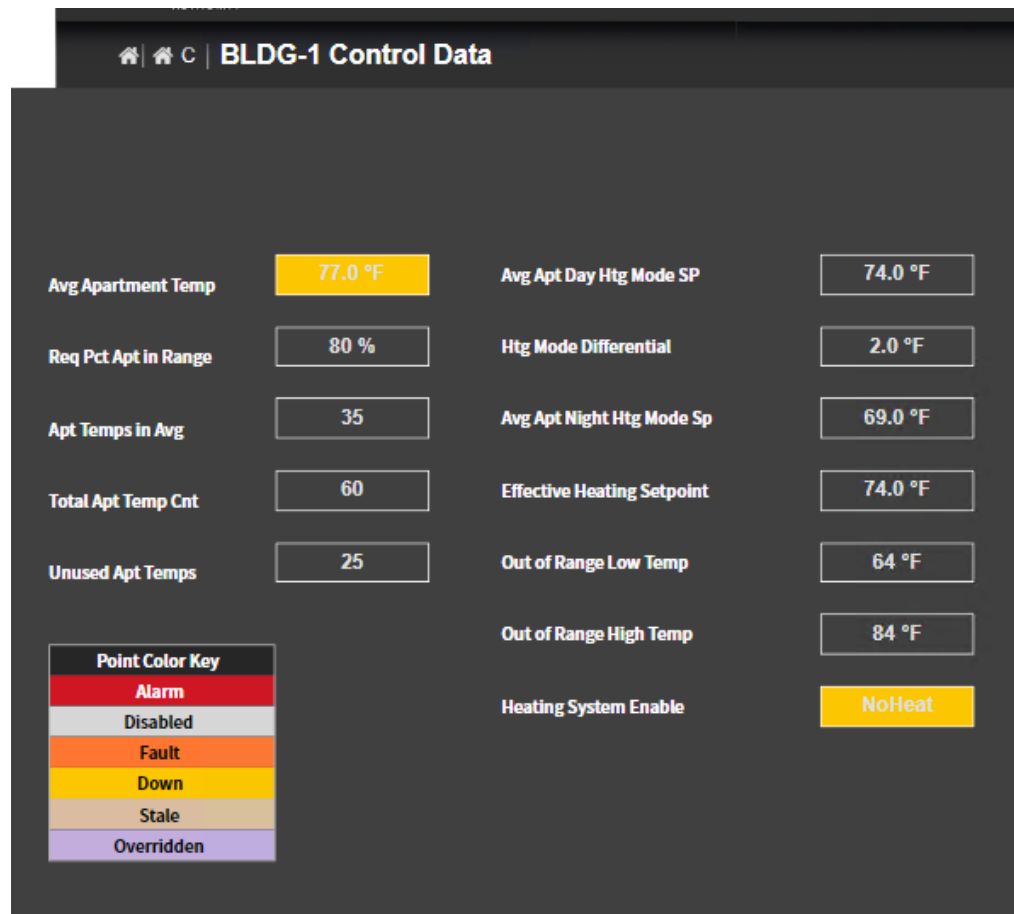 C | BLDG-1 Control Data
Avg Apartment Temp 77.0 °F
Req Pct Apt in Range 80 %
Apt Temps in Avg 35
Total Apt Temp Cnt 60
Unused Apt Temps 25
Avg Apt Day Htg Mode SP 74.0 °F
Htg Mode Differential 2.0 °F
Avg Apt Night Htg Mode Sp 69.0 °F
Effective Heating Setpoint 74.0 °F
Out of Range Low Temp 64 °F
Out of Range High Temp 84 °F
Heating System Enable NoHeat
Point Color Key
Alarm
Disabled
Fault
Down
Stale
Overridden